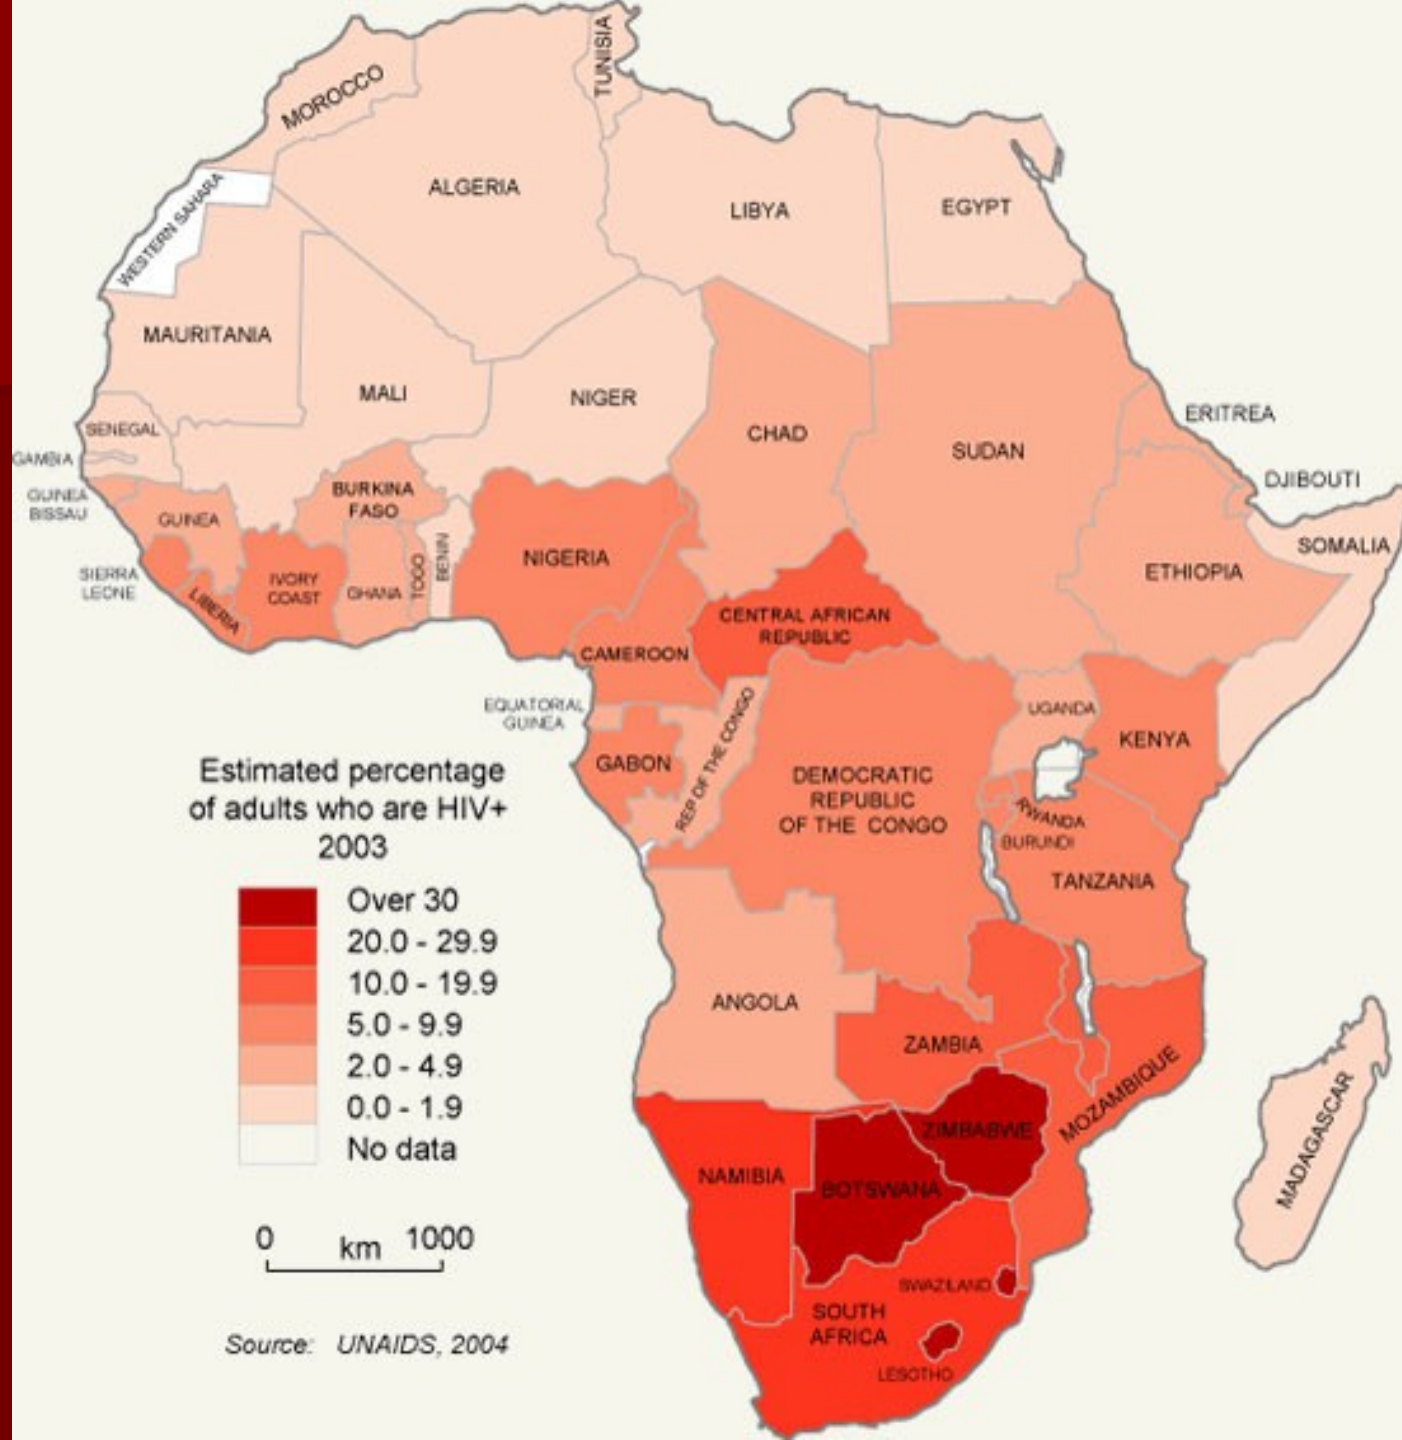 TUNISIA
MOROCCO
ALGERIA
LIBYA
EGYPT
WESTERN SAHARA
MAURITANIA
MALI
NIGER
CHAD
SUDAN
ERITREA
SENEGAL
GAMBIA
DJIBOUTI
GUINEA
BISSAU
GUINEA
BURKINA
FASO
BENIN
TOGO
NIGERIA
SOMALIA
ETHIOPIA
SIERRA
LEONE
LIBERIA
IVORY
COAST
GHANA
CENTRAL AFRICAN
REPUBLIC
CAMEROON
EQUATORIAL
GUINEA
UGANDA
KENYA
GABON
REP OF THE CONGO
DEMOCRATIC
REPUBLIC
OF THE CONGO
RWANDA
BURUNDI
TANZANIA
ANGOLA
ZAMBIA
MOZAMBIQUE
ZIMBABWE
MADAGASCAR
NAMIBIA
BOTSWANA
SWAZILAND
SOUTH
AFRICA
LESOTHO
Estimated percentage
of adults who are HIV+
2003
Over 30
20.0 - 29.9
10.0 - 19.9
5.0 - 9.9
2.0 - 4.9
0.0 - 1.9
No data
0 km 1000
Source: UNAIDS, 2004